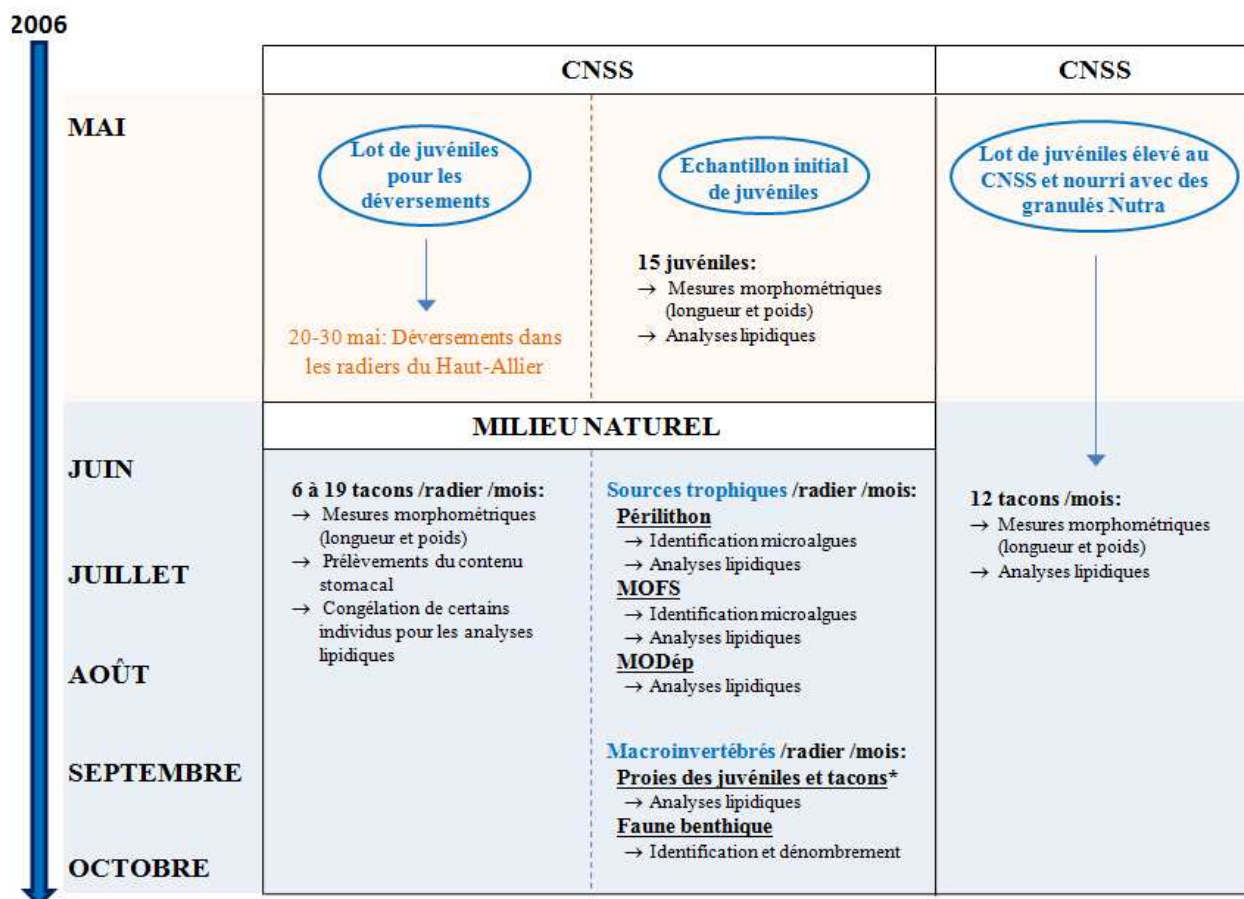 2006
CNSS
CNSS
MAI
Lot de juvéniles
pour les
déversements
Echantillon initial
de juvéniles
Lot de juvéniles élevé au
CNSS et nourri avec des
granulés Nutra
15 juvéniles:
→ Mesures morphométriques
(longueur et poids)
→ Analyses lipidiques
20-30 mai: Déversements dans
les radiers du Haut-Allier
MILIEU NATUREL
JUIN
JUILLET
AOÛT
SEPTEMBRE
OCTOBRE
6 à 19 tacons /radier /mois:
→ Mesures morphométriques
(longueur et poids)
→ Prélèvements du contenu
stomacal
→ Congélation de certains
individus pour les analyses
lipidiques
Sources trophiques /radier /mois:
Périlithon
→ Identification microalgues
→ Analyses lipidiques
MOFS
→ Identification microalgues
→ Analyses lipidiques
MODép
→ Analyses lipidiques
Macroinvertébrés /radier /mois:
Proies des juvéniles et tacons*
→ Analyses lipidiques
Faune benthique
→ Identification et dénombrement
12 tacons /mois:
→ Mesures morphométriques
(longueur et poids)
→ Analyses lipidiques